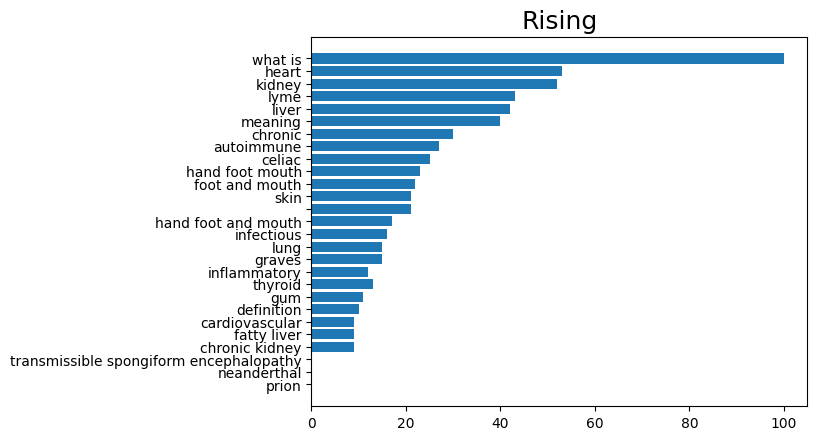 Rising
what is
heart
kidney
lyme
liver
meaning
chronic
autoimmune
celiac
hand foot mouth
foot and mouth
skin
hand foot and mouth
infectious
lung
graves
inflammatory
thyroid
gum
definition
cardiovascular
fatty liver
chronic kidney
transmissible spongiform encephalopathy
neanderthal
prion
0 20 40 60 80 100